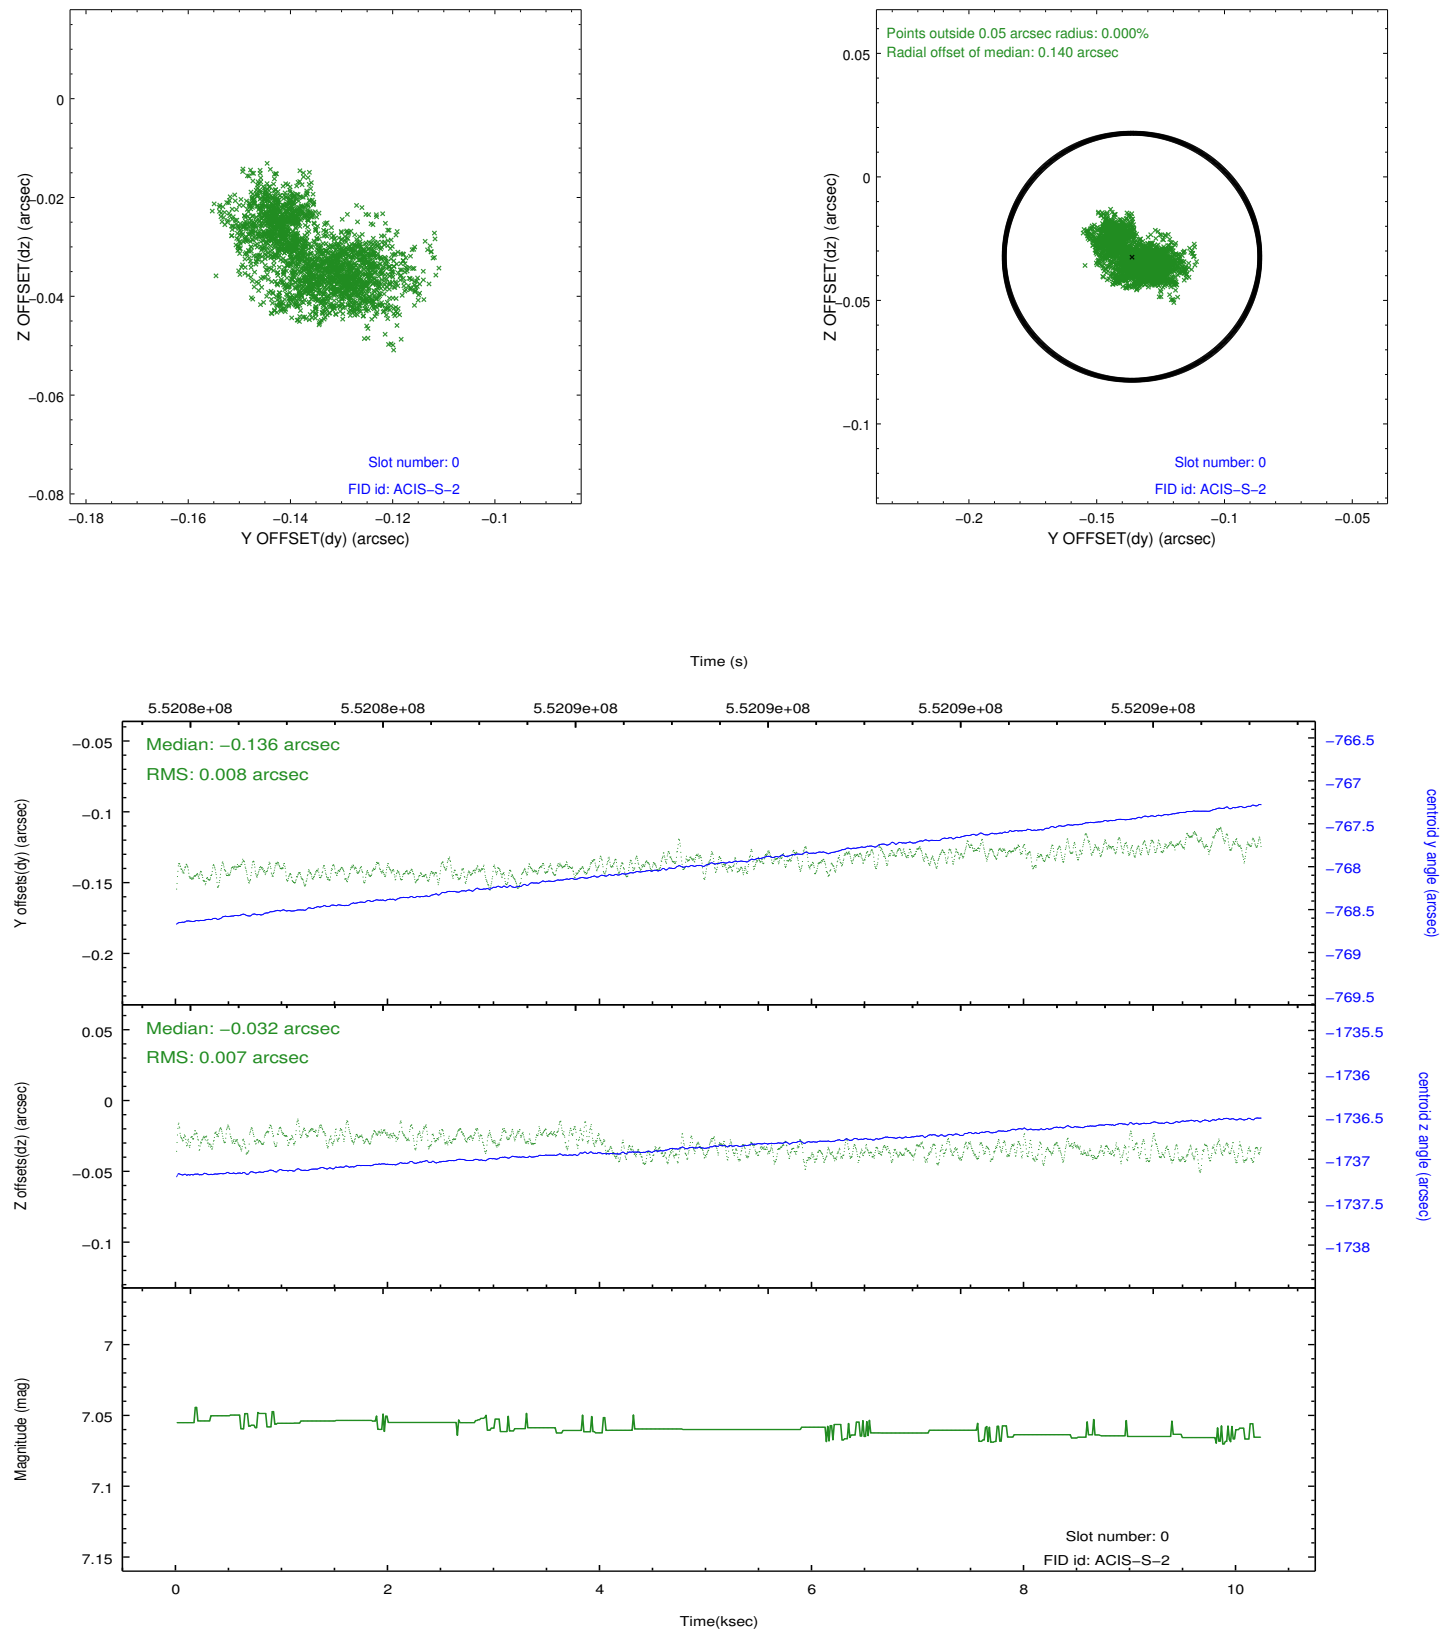 0
−0.02
−0.04
−0.06
−0.08
Z OFFSET(dz) (arcsec)
Slot number: 0
FID id: ACIS−S−2
−0.18
−0.16
−0.14
−0.12
−0.1
Y OFFSET(dy) (arcsec)
Points outside 0.05 arcsec radius: 0.000%
Radial offset of median: 0.140 arcsec
0.05
0
−0.05
−0.1
Z OFFSET(dz) (arcsec)
Slot number: 0
FID id: ACIS−S−2
−0.2
−0.15
−0.1
−0.05
Y OFFSET(dy) (arcsec)
Time (s)
5.5208e+08
5.5208e+08
5.5209e+08
5.5209e+08
5.5209e+08
5.5209e+08
Median: −0.136 arcsec
RMS: 0.008 arcsec
−0.05
−0.1
−0.15
−0.2
Y offsets(dy) (arcsec)
−766.5
−767
−767.5
−768
−768.5
−769
−769.5
centroid y angle (arcsec)
Median: −0.032 arcsec
RMS: 0.007 arcsec
0.05
0
−0.05
−0.1
Z offsets(dz) (arcsec)
−1735.5
−1736
−1736.5
−1737
−1737.5
−1738
centroid z angle (arcsec)
7
7.05
7.1
7.15
Magnitude (mag)
Slot number: 0
FID id: ACIS−S−2
0
2
4
6
8
10
Time(ksec)